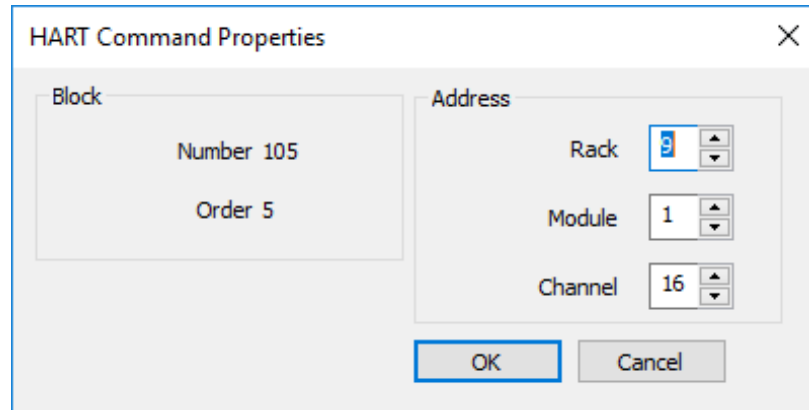 HART Command Properties
Block
Number 105
Order 5
Address
Rack 9
Module 1
Channel 16
OK
Cancel